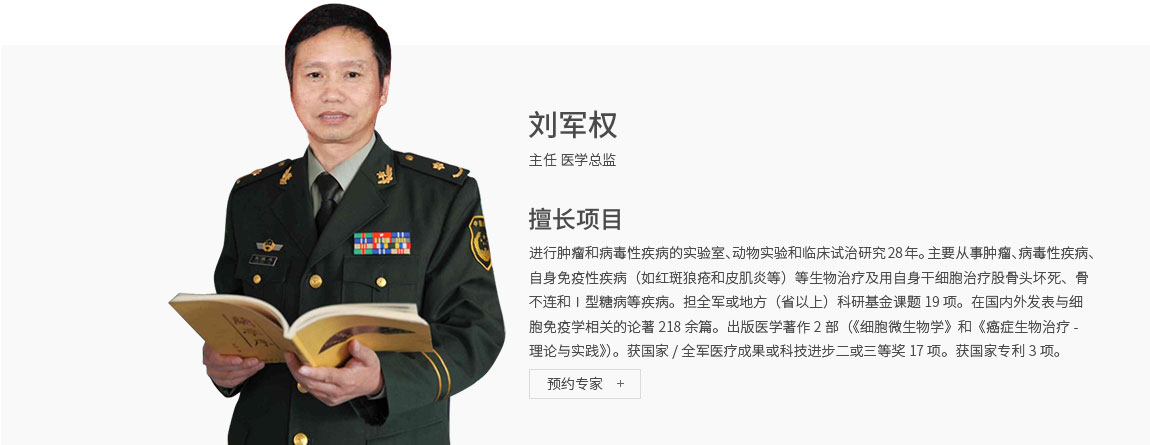 刘军权
主任 医学总监
擅长项目
进行肿瘤和病毒性疾病的实验室、动物实验和临床试治研究 28 年。主要从事肿瘤、病毒性疾病、
自身免疫性疾病（如红斑狼疮和皮肌炎等）等生物治疗及用自身干细胞治疗股骨头坏死、骨
不连和Ⅰ型糖病等疾病。担全军或地方（省以上）科研基金课题 19 项。在国内外发表与细
胞免疫学相关的论著 218 余篇。出版医学著作 2 部（《细胞微生物学》和《癌症生物治疗 -
理论与实践》）。获国家 / 全军医疗成果或科技进步二或三等奖 17 项。获国家专利 3 项。
预约专家 +